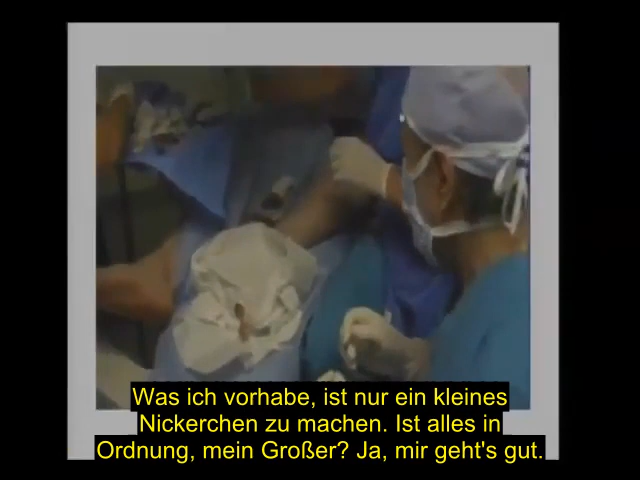 Was ich vorhabe, ist nur ein kleines
Nickerchen zu machen. Ist alles in
Ordnung, mein Großer? Ja, mir geht's gut.